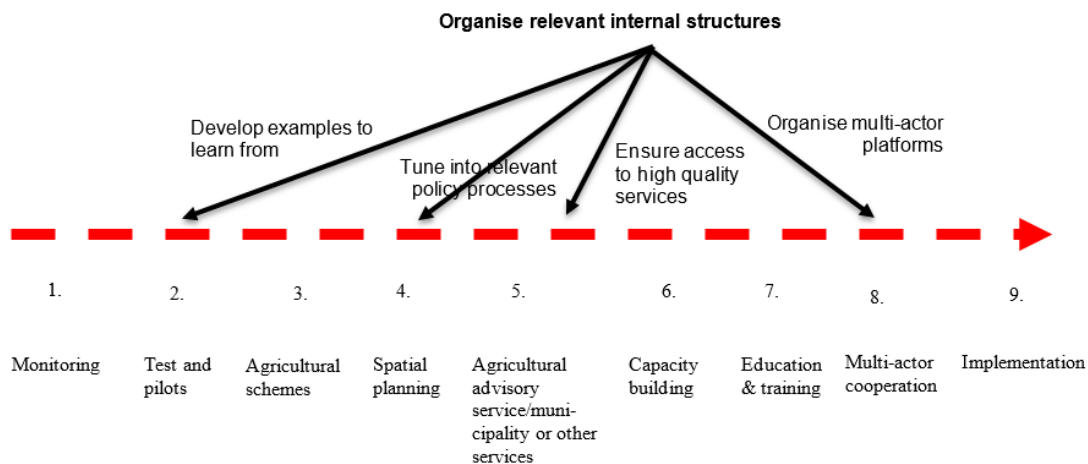 Organise relevant internal structures
Develop examples to
learn from
Tune into relevant
policy processes
Ensure access
to high quality
services
Organise multi-actor
platforms
1.
2.
3.
4.
5.
6.
7.
8.
9.
Monitoring
Test and
pilots
Agricultural
schemes
Spatial
planning
Agricultural
advisory
service/muni-
cipality or other
services
Capacity
building
Education
& training
Multi-actor
cooperation
Implementation